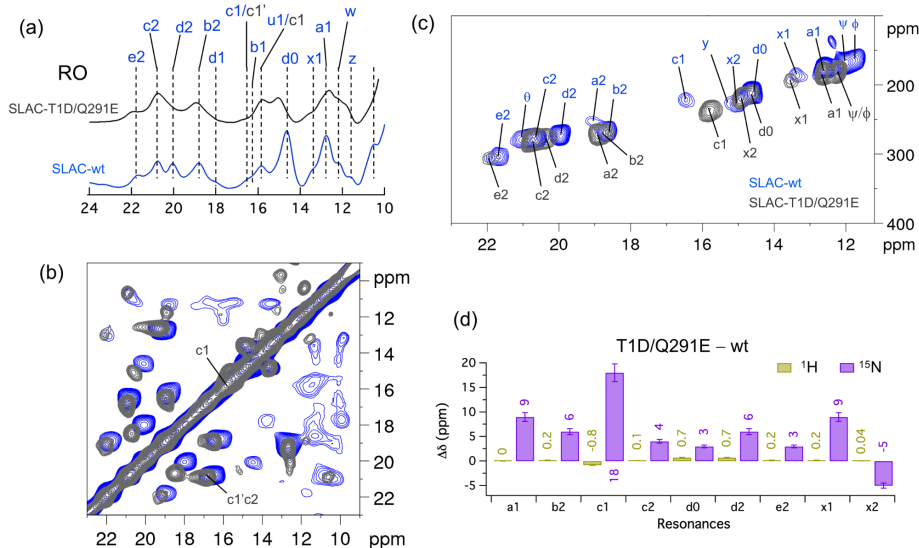 (a)
c1/c1'
u1/c1
c2 d2 b2 b1 a1 w
e2 d1 d0 x1 z
RO
SLAC-T1D/Q291E
SLAC-wt
24 22 20 18 16 14 12 10
(b)
ppm
12
14
16
18
20
22
c1
c1'c2
22 20 18 16 14 12 10
ppm
(c)
ppm
200
300
400
c1 y x2 d0 x1 a1 ψ ϕ
e2 θ c2 d2 a2 b2
e2 c2 d2 a2 b2
c1 x2 d0 x1 a1 ψ/ϕ
SLAC-wt
SLAC-T1D/Q291E
22 20 18 16 14 12
ppm
(d)
T1D/Q291E – wt
¹H ¹⁵N
Δδ (ppm)
20
15
10
5
0
-5
0 9 0.2 6 -0.8 18 0.1 4 0.7 3 0.7 6 0.2 3 0.2 9 0.04 -5
a1 b2 c1 c2 d0 d2 e2 x1 x2
Resonances